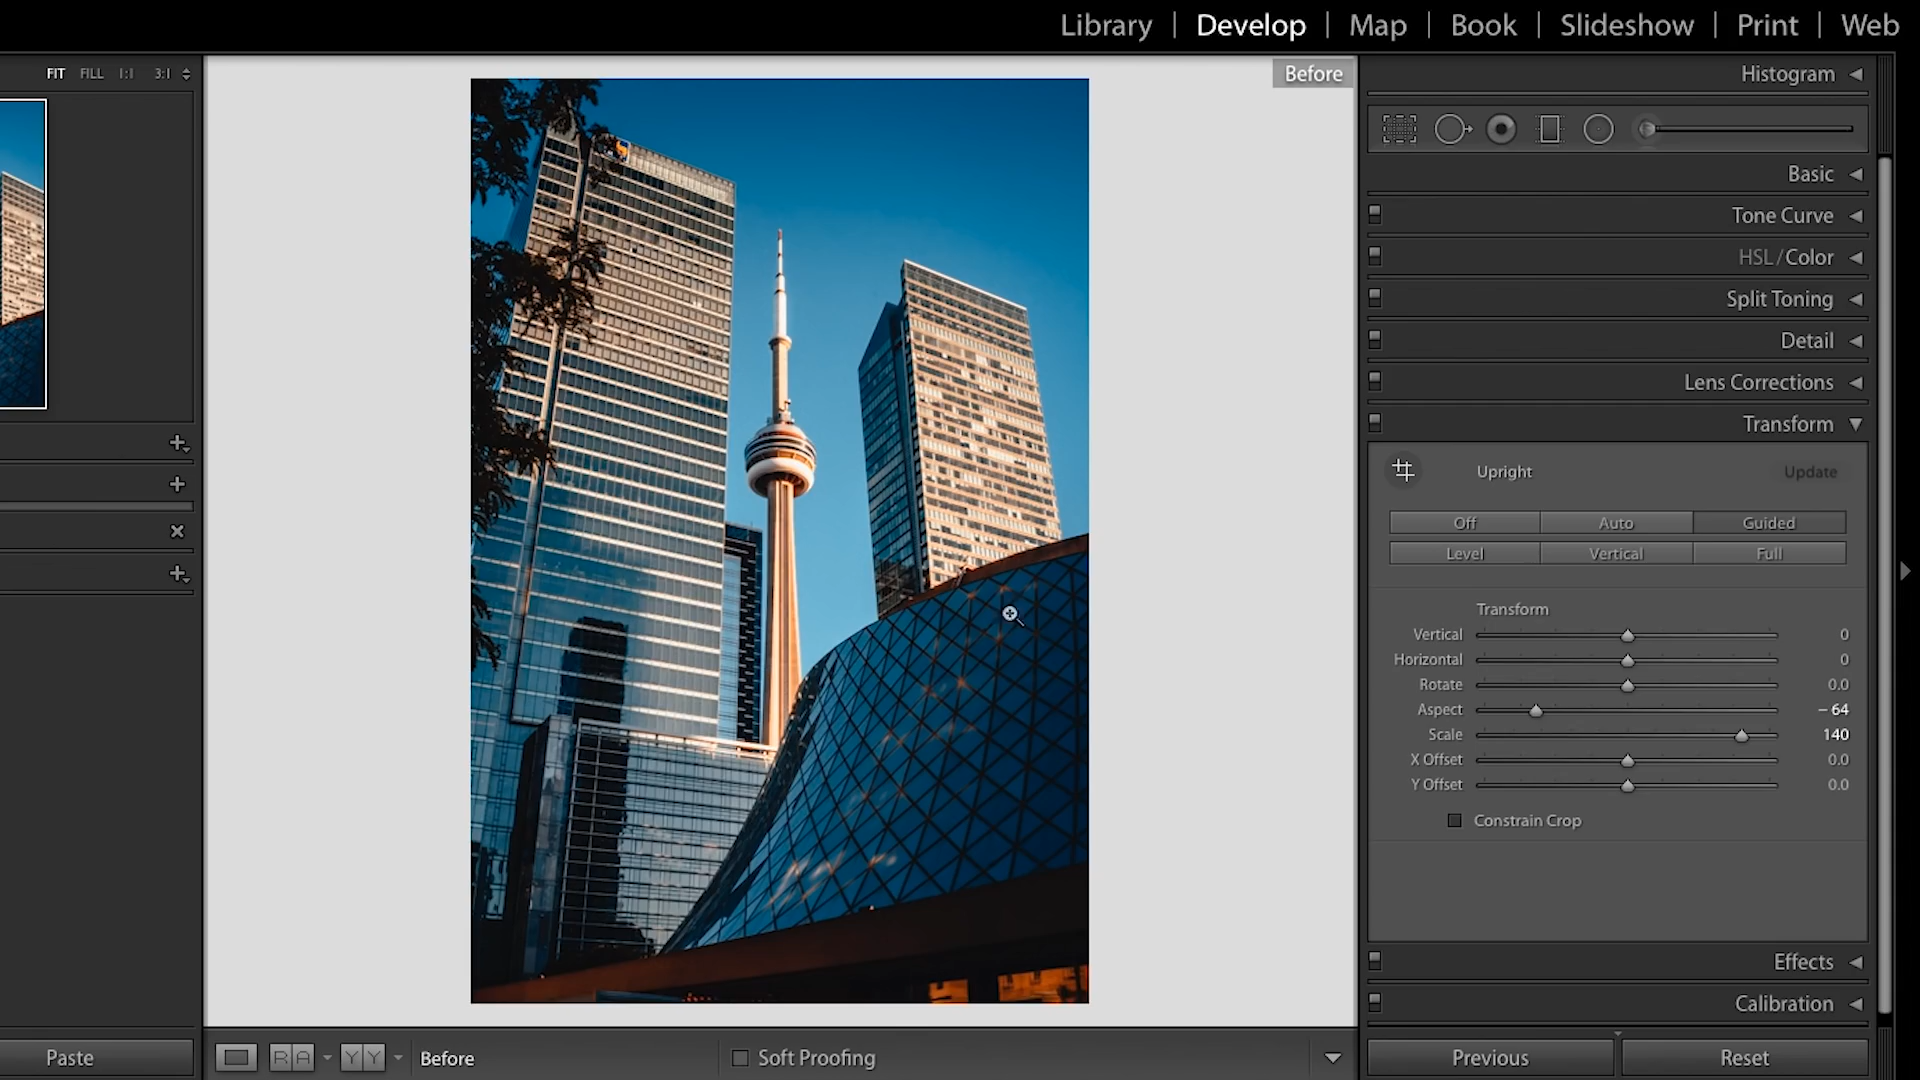 Library | Develop | Map | Book | Slideshow | Print | Web
FIT FILL 1:1 3:1
Before
Histogram
Basic
Tone Curve
HSL / Color
Split Toning
Detail
Lens Corrections
Transform
Upright Update
Off Auto Guided
Level Vertical Full
Transform
Vertical 0
Horizontal 0
Rotate 0.0
Aspect – 64
Scale 140
X Offset 0.0
Y Offset 0.0
Constrain Crop
Effects
Calibration
Paste
R A
Y Y
Before
Soft Proofing
Previous
Reset